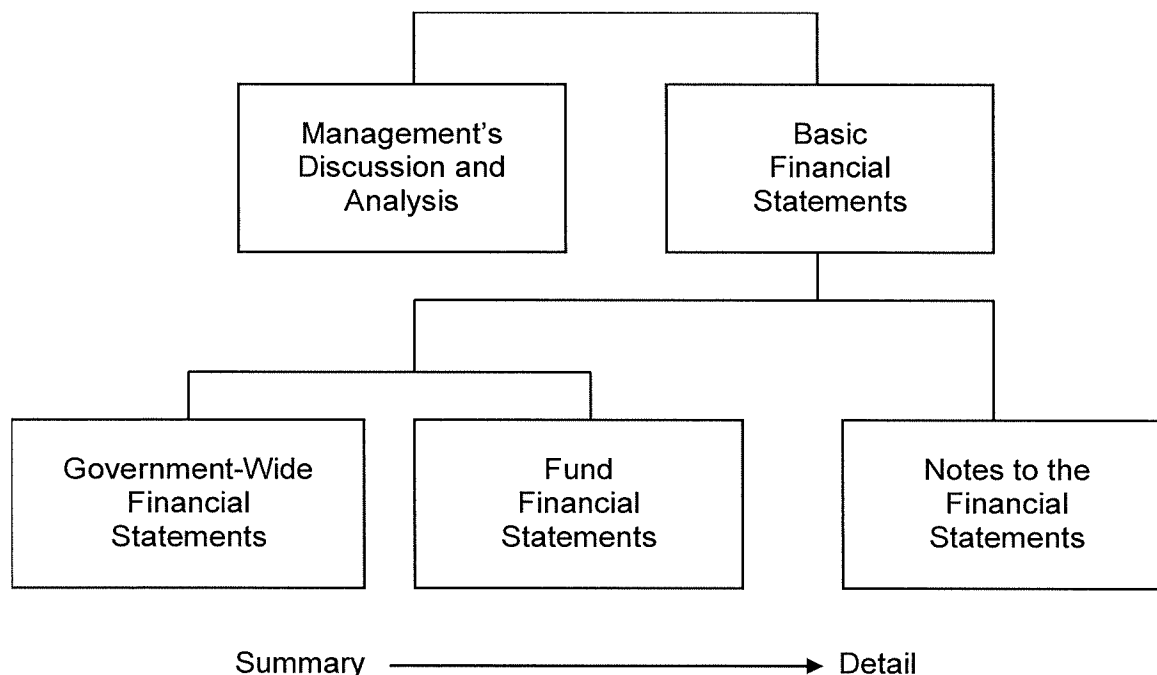 Management's
Discussion and
Analysis
Basic
Financial
Statements
Government-Wide
Financial
Statements
Fund
Financial
Statements
Notes to the
Financial
Statements
Summary
Detail